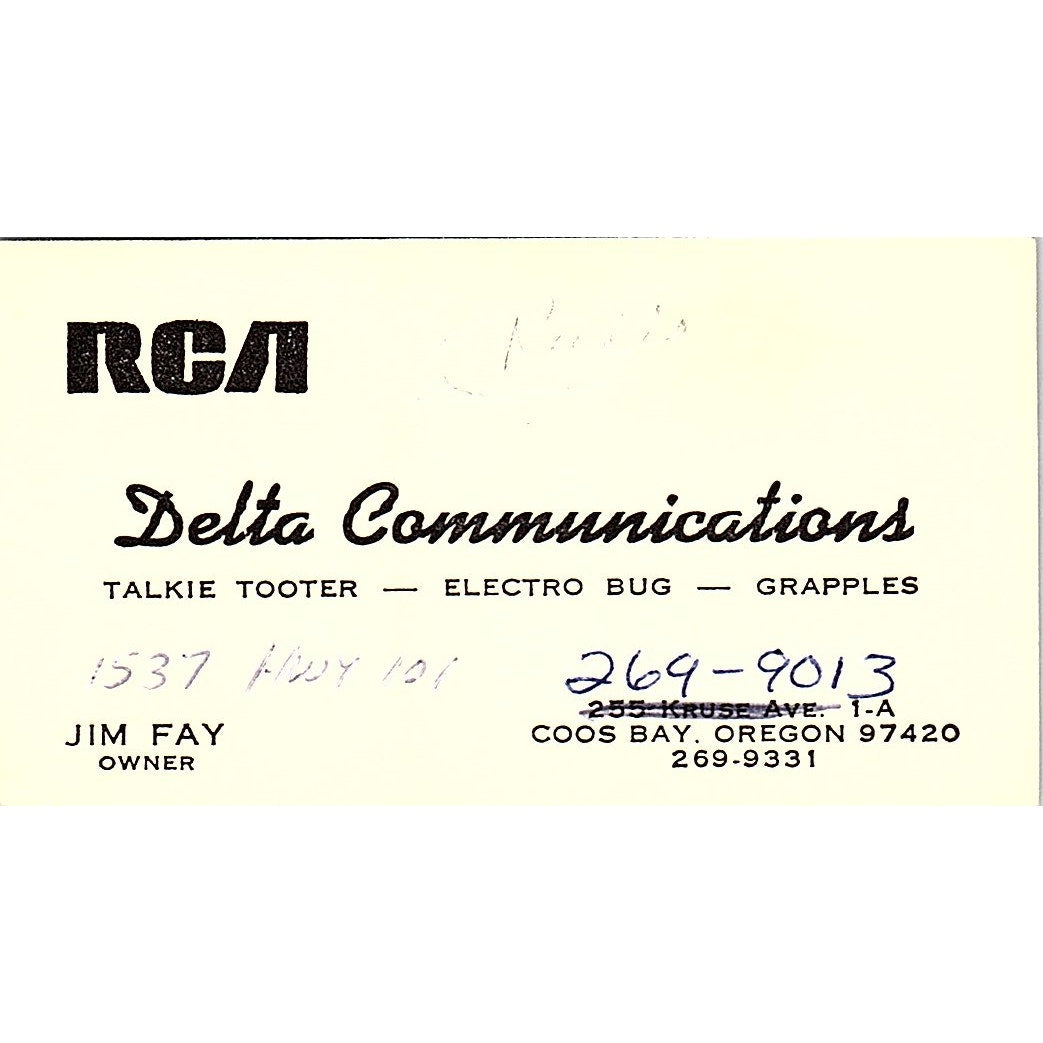 RCA
Delta Communications
TALKIE TOOTER — ELECTRO BUG — GRAPPLES
1537 HWY 101
269-9013
255 KRUSE AVE. 1-A
JIM FAY
COOS BAY, OREGON 97420
OWNER
269-9331